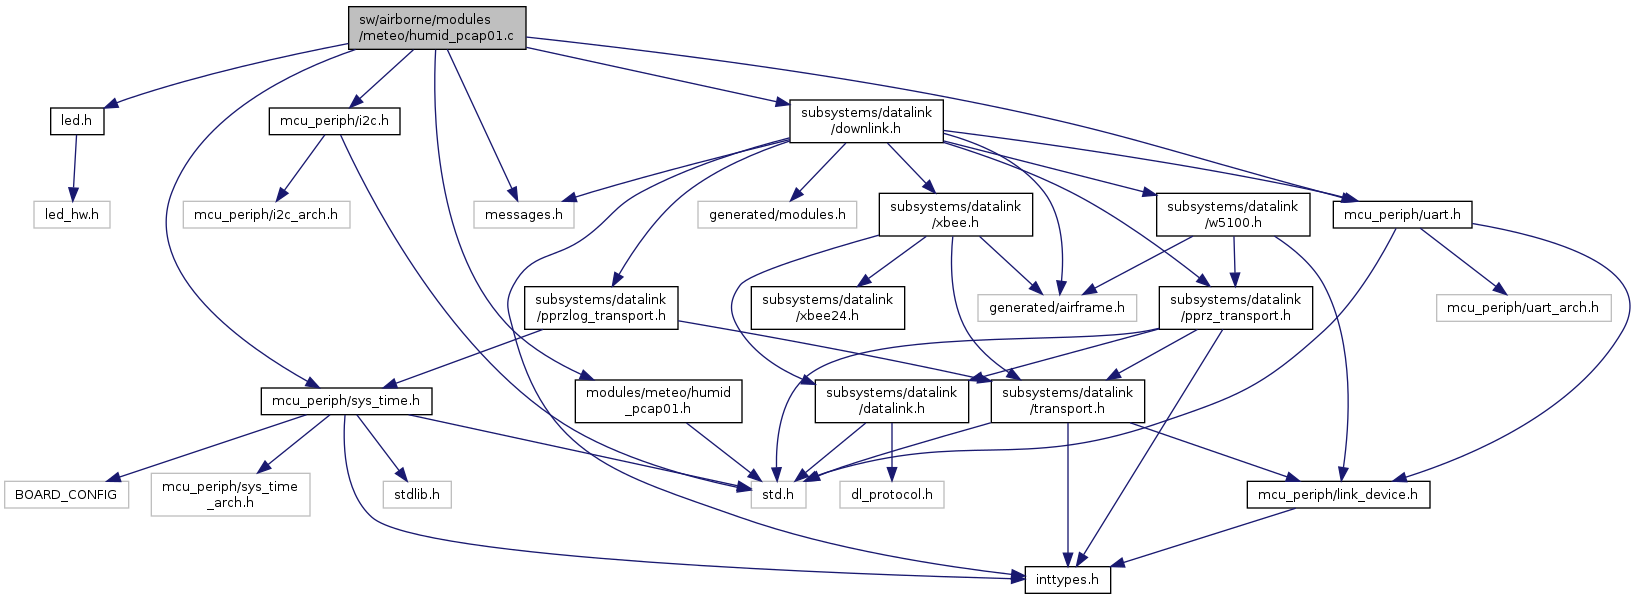 sw/airborne/modules
/meteo/humid_pcap01.c
led.h
mcu_periph/i2c.h
subsystems/datalink
/downlink.h
led_hw.h
mcu_periph/i2c_arch.h
messages.h
generated/modules.h
subsystems/datalink
/xbee.h
subsystems/datalink
/w5100.h
mcu_periph/uart.h
subsystems/datalink
/pprzlog_transport.h
subsystems/datalink
/xbee24.h
generated/airframe.h
subsystems/datalink
/pprz_transport.h
mcu_periph/uart_arch.h
mcu_periph/sys_time.h
modules/meteo/humid
_pcap01.h
subsystems/datalink
/datalink.h
subsystems/datalink
/transport.h
BOARD_CONFIG
mcu_periph/sys_time
_arch.h
stdlib.h
std.h
dl_protocol.h
mcu_periph/link_device.h
inttypes.h